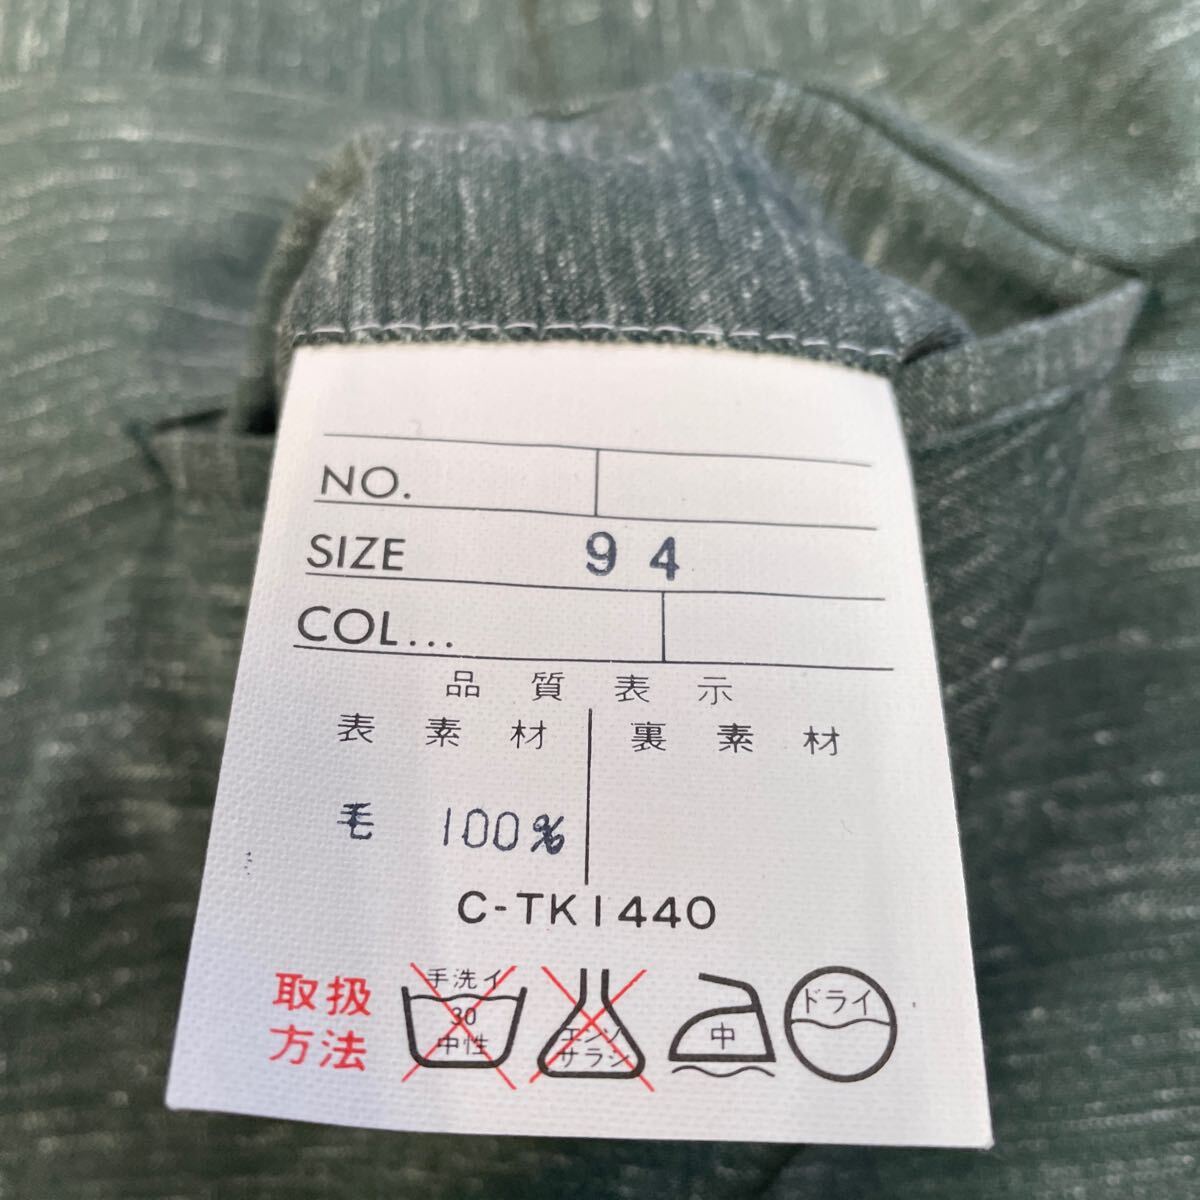 NO.
SIZE 94
COL...
品質表示
表素材 裏素材
毛 100%
C-TK1440
取扱方法
手洗イ 30 中性
エンソサラシ
中
ドライ